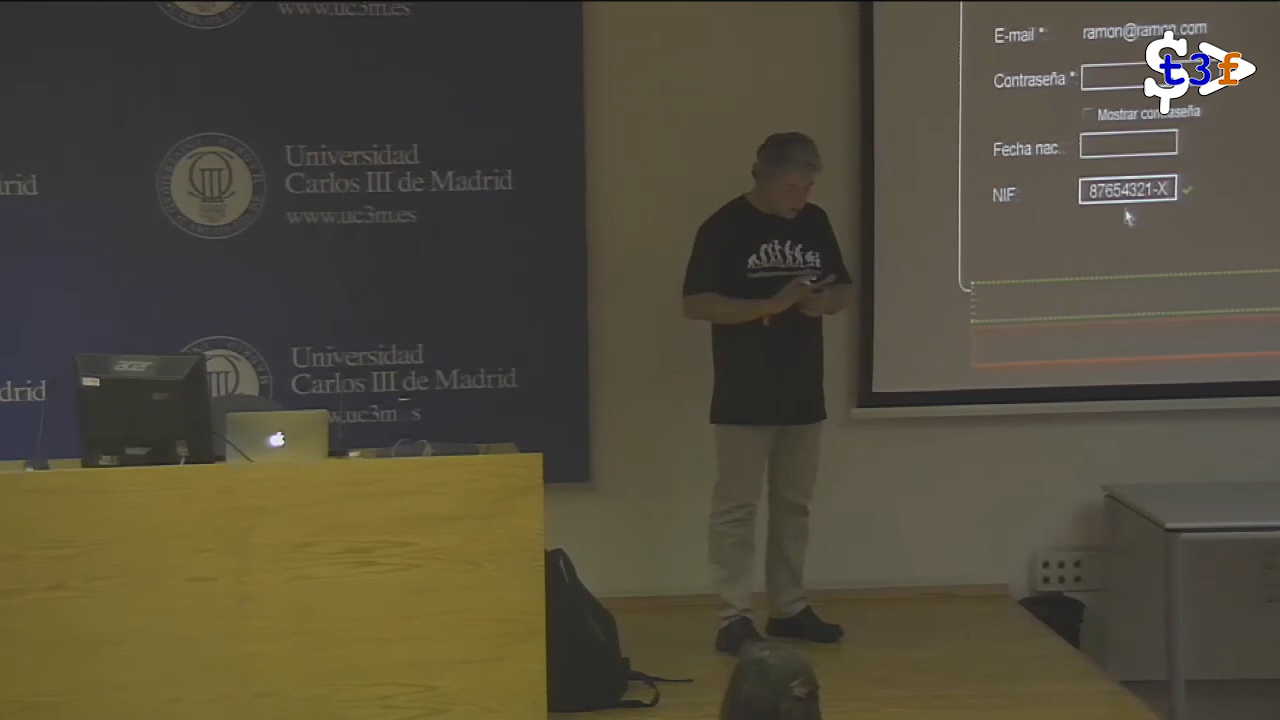 www.uc3m.es
Universidad
Carlos III de Madrid
www.uc3m.es
rid
Universidad
Carlos III de Madrid
drid
acer
E-mail *:
ramon@ramon.com
Contraseña *:
Mostrar contraseña
Fecha nac.:
NIF:
87654321-X
t3f